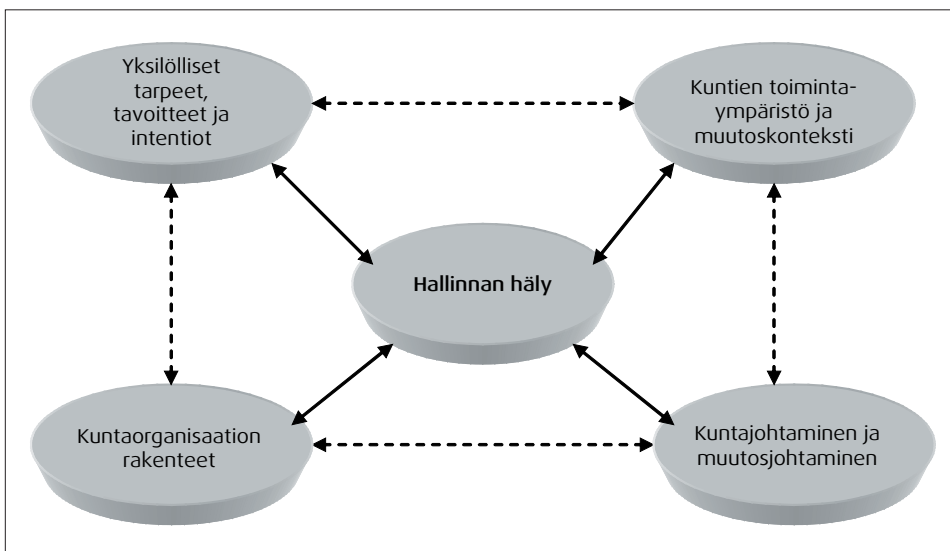 Yksilölliset
tarpeet,
tavoitteet ja
intentiot
Kuntien toiminta-
ympäristö ja
muutoskonteksti
Hallinnan häly
Kuntaorganisaation
rakenteet
Kuntajohtaminen ja
muutosjohtaminen